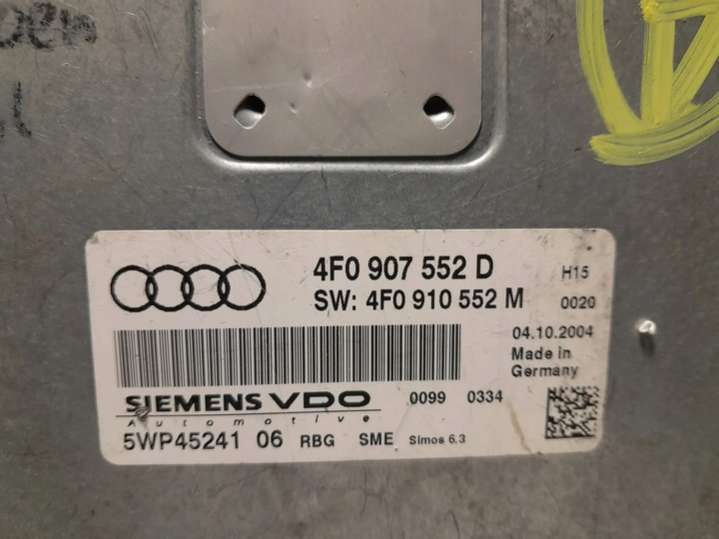 4F0 907 552 D H15
SW: 4F0 910 552 M 0020
04.10.2004
Made in
Germany
SIEMENS VDO 0099 0334
Automotive
5WP45241 06 RBG SME Simos 6.3